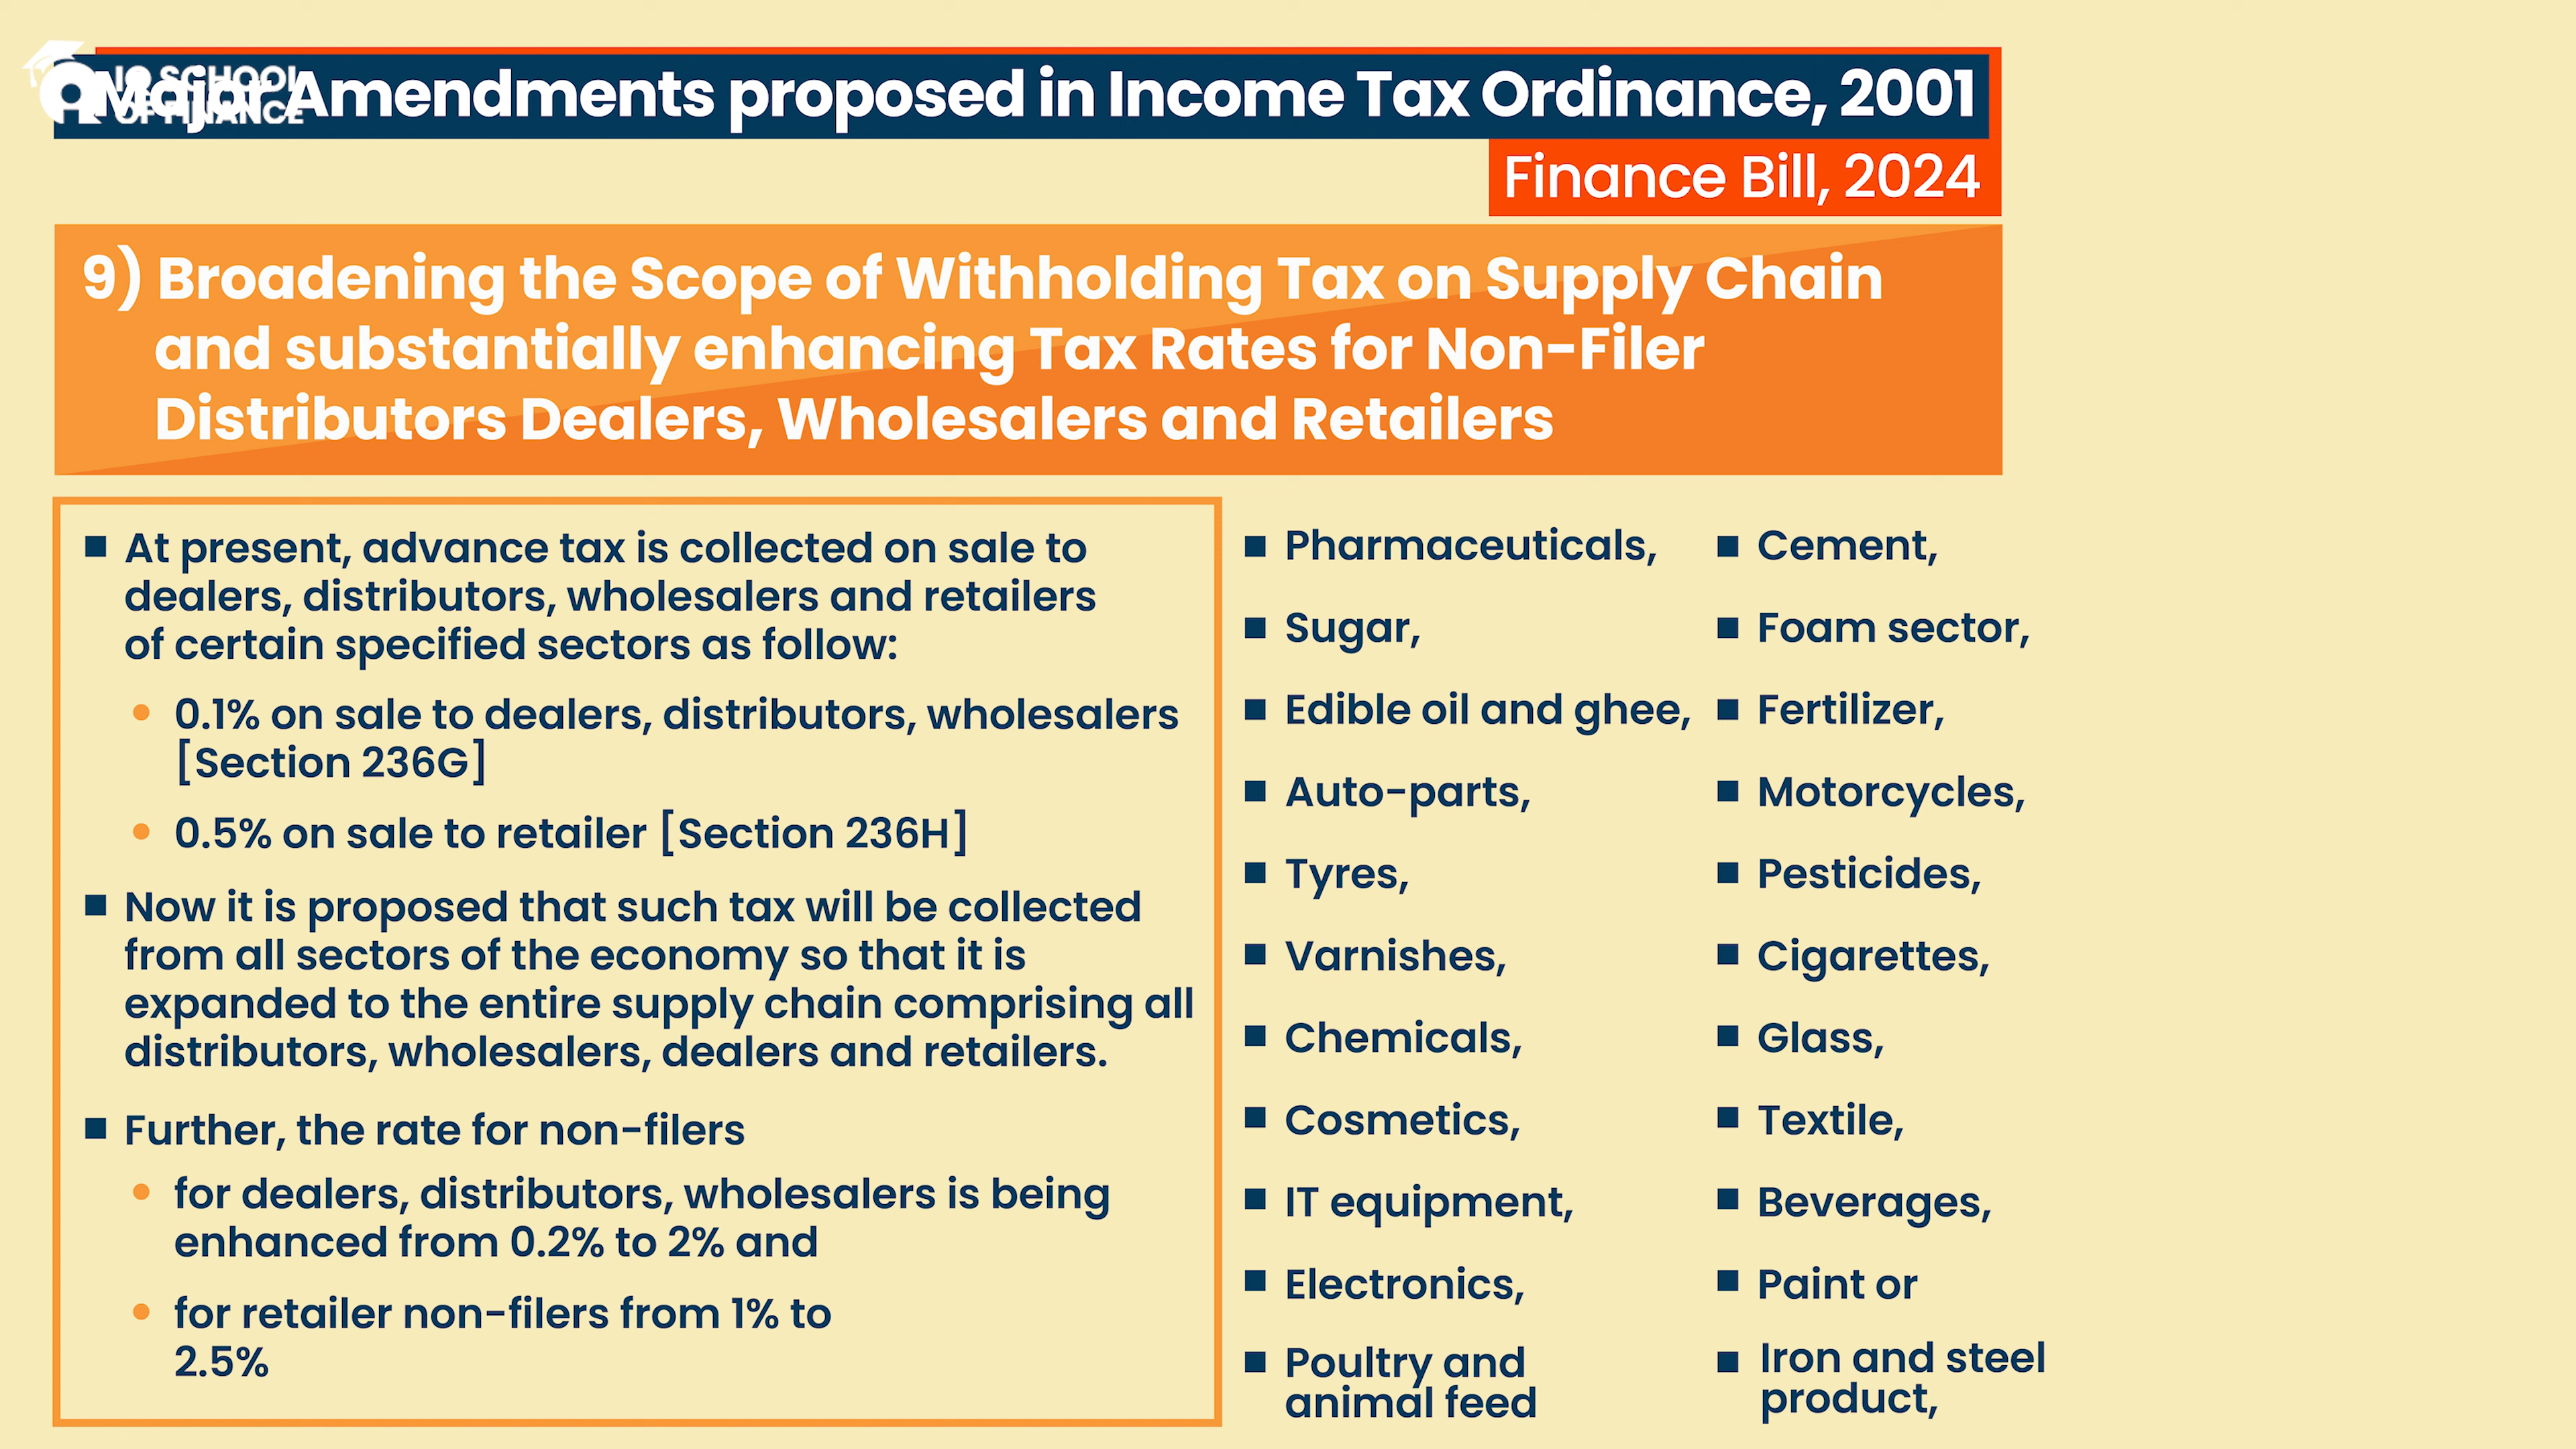 IQ SCHOOL
OF FINANCE
Major Amendments proposed in Income Tax Ordinance, 2001
Finance Bill, 2024
9) Broadening the Scope of Withholding Tax on Supply Chain
and substantially enhancing Tax Rates for Non-Filer
Distributors Dealers, Wholesalers and Retailers
At present, advance tax is collected on sale to
dealers, distributors, wholesalers and retailers
of certain specified sectors as follow:
0.1% on sale to dealers, distributors, wholesalers
[Section 236G]
0.5% on sale to retailer [Section 236H]
Now it is proposed that such tax will be collected
from all sectors of the economy so that it is
expanded to the entire supply chain comprising all
distributors, wholesalers, dealers and retailers.
Further, the rate for non-filers
for dealers, distributors, wholesalers is being
enhanced from 0.2% to 2% and
for retailer non-filers from 1% to
2.5%
Pharmaceuticals,
Sugar,
Edible oil and ghee,
Auto-parts,
Tyres,
Varnishes,
Chemicals,
Cosmetics,
IT equipment,
Electronics,
Poultry and
animal feed
Cement,
Foam sector,
Fertilizer,
Motorcycles,
Pesticides,
Cigarettes,
Glass,
Textile,
Beverages,
Paint or
Iron and steel
product,